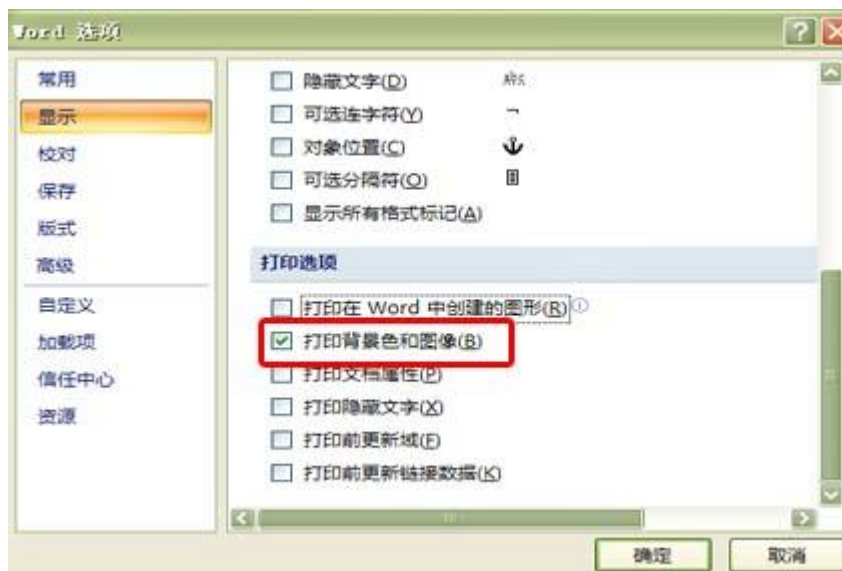 Word 选项
常用
显示
校对
保存
版式
高级
自定义
加载项
信任中心
资源
隐藏文字(D) abc
可选连字符(Y) ¬
对象位置(C)
可选分隔符(O)
显示所有格式标记(A)
打印选项
打印在 Word 中创建的图形(R)
打印背景色和图像(B)
打印文档属性(P)
打印隐藏文字(X)
打印前更新域(F)
打印前更新链接数据(K)
确定
取消